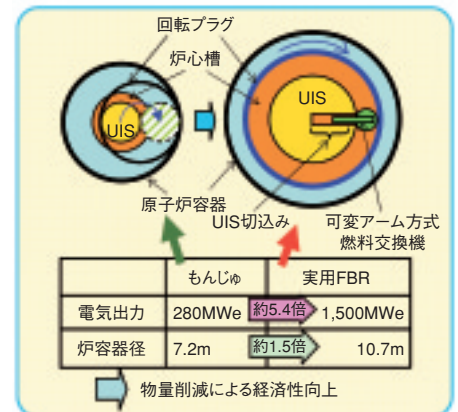 回転プラグ
炉心槽
UIS
UIS
原子炉容器
UIS切込み
可変アーム方式
燃料交換機
もんじゅ 実用FBR
電気出力 280MWe 約5.4倍 1,500MWe
炉容器径 7.2m 約1.5倍 10.7m
物量削減による経済性向上